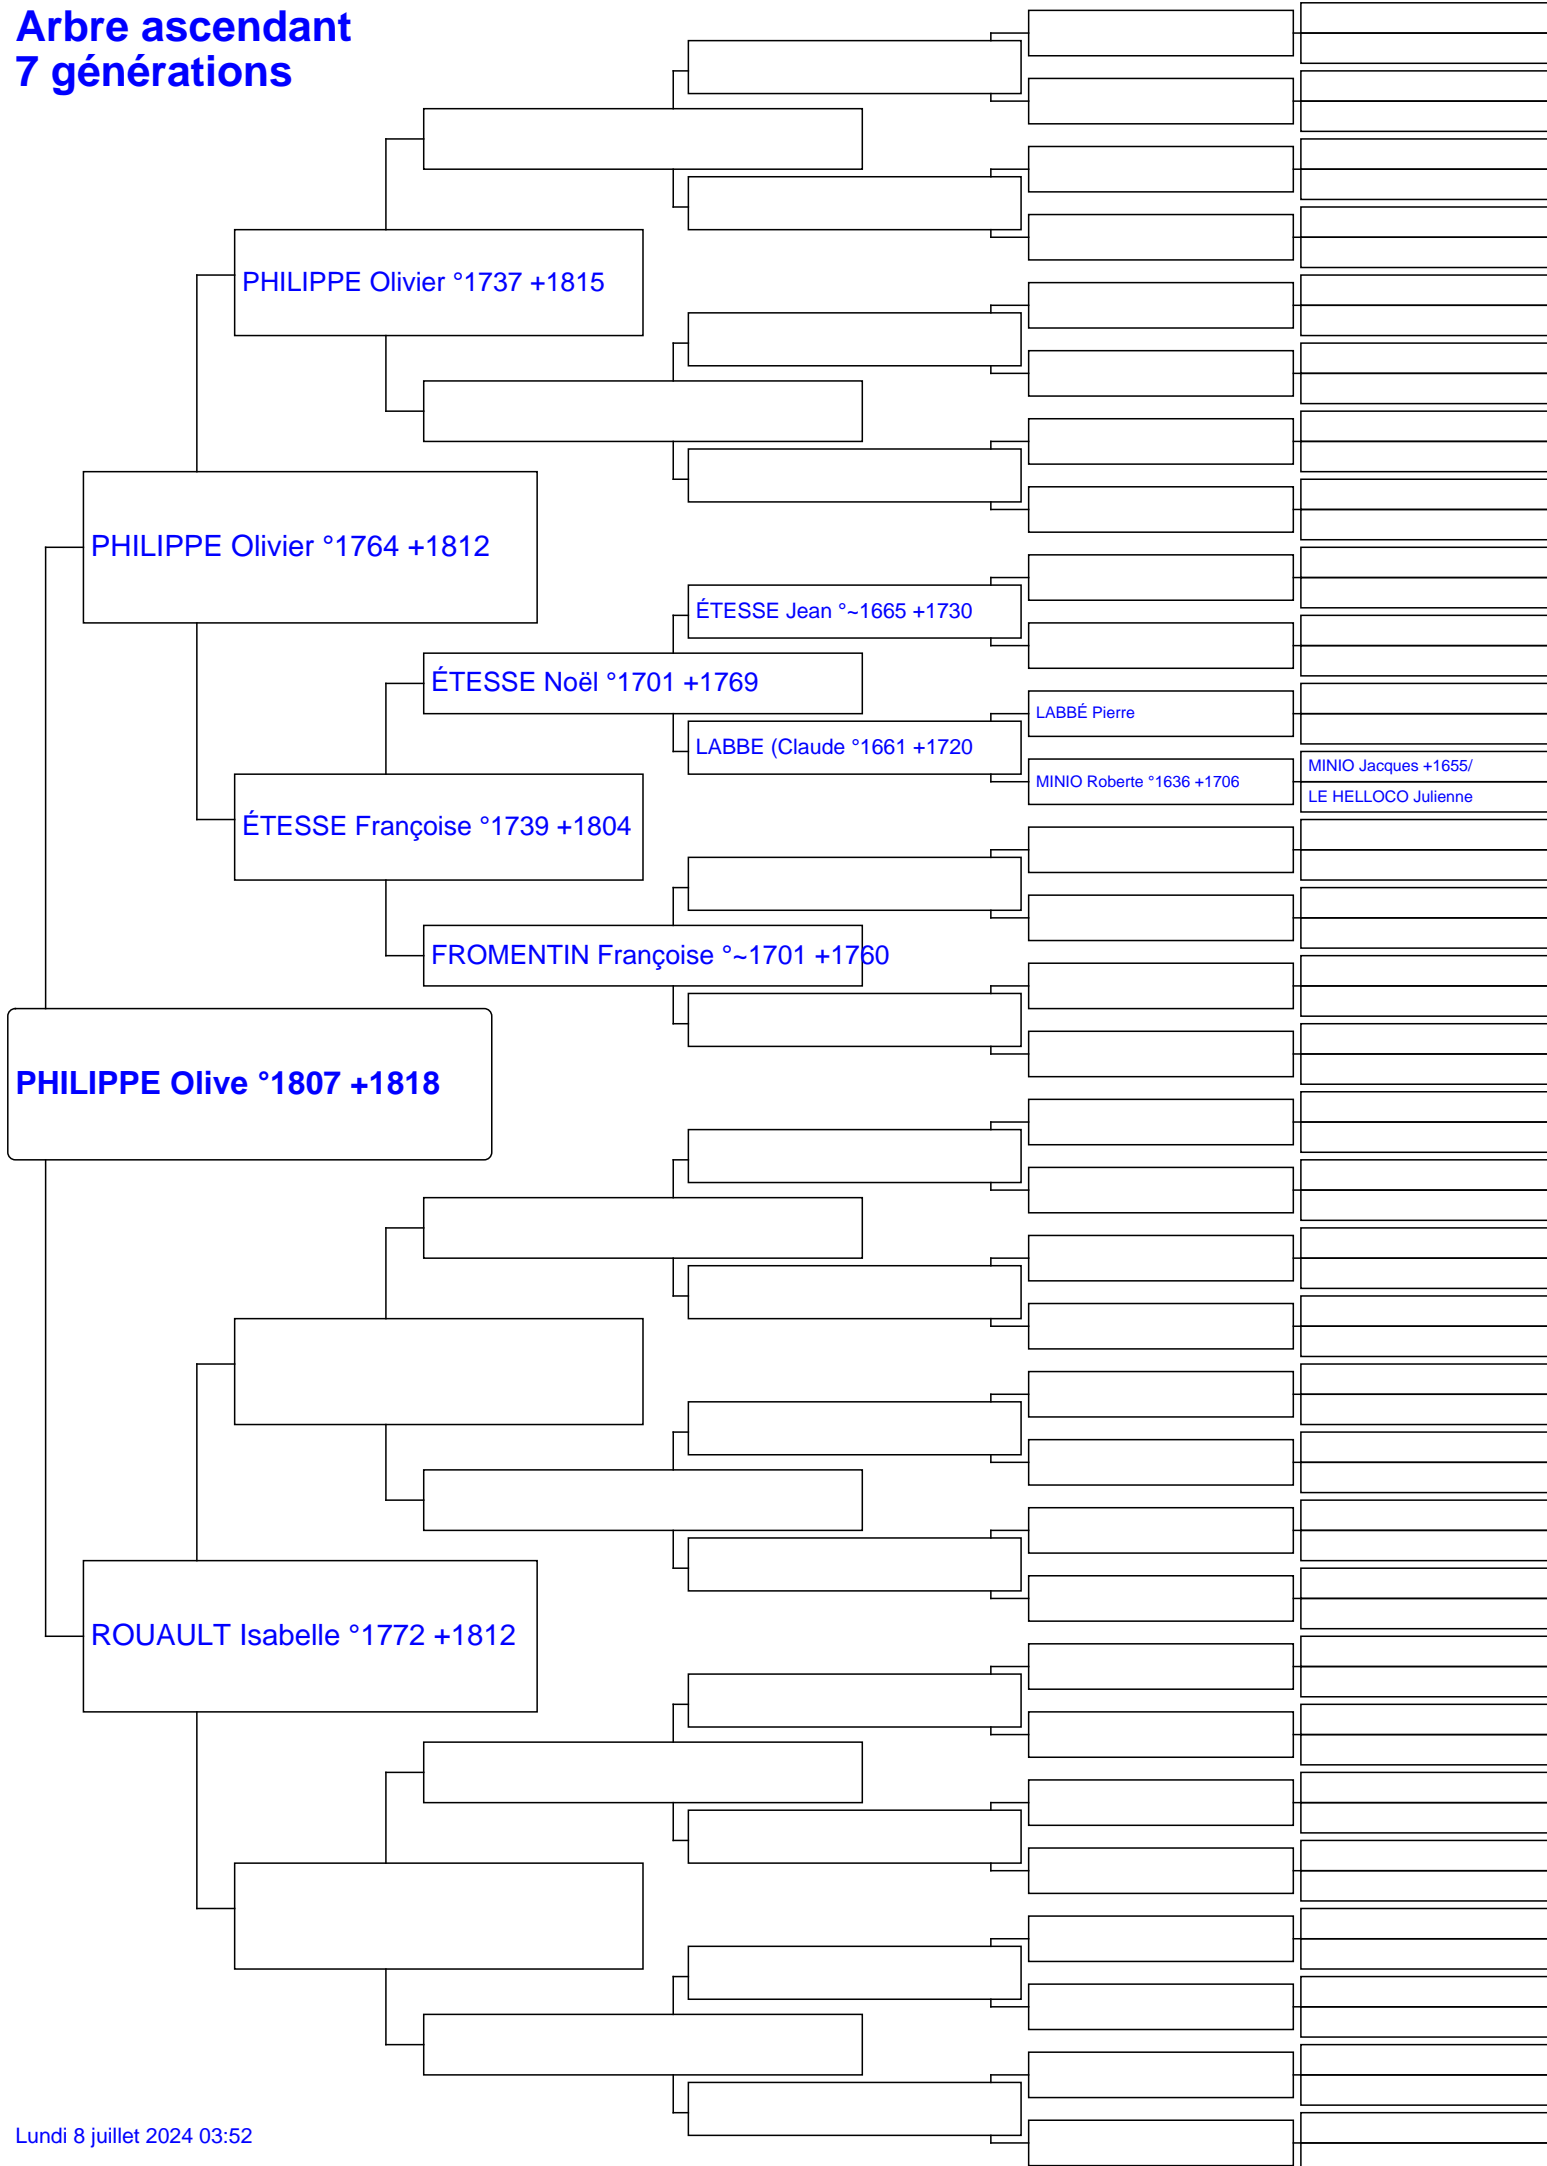 Arbre ascendant
7 générations
PHILIPPE Olivier °1737 +1815
PHILIPPE Olivier °1764 +1812
ÉTESSE Jean °~1665 +1730
ÉTESSE Noël °1701 +1769
LABBÉ Pierre
LABBE (Claude °1661 +1720
MINIO Jacques +1655/
MINIO Roberte °1636 +1706
LE HELLOCO Julienne
ÉTESSE Françoise °1739 +1804
FROMENTIN Françoise °~1701 +1760
PHILIPPE Olive °1807 +1818
ROUAULT Isabelle °1772 +1812
Lundi 8 juillet 2024 03:52